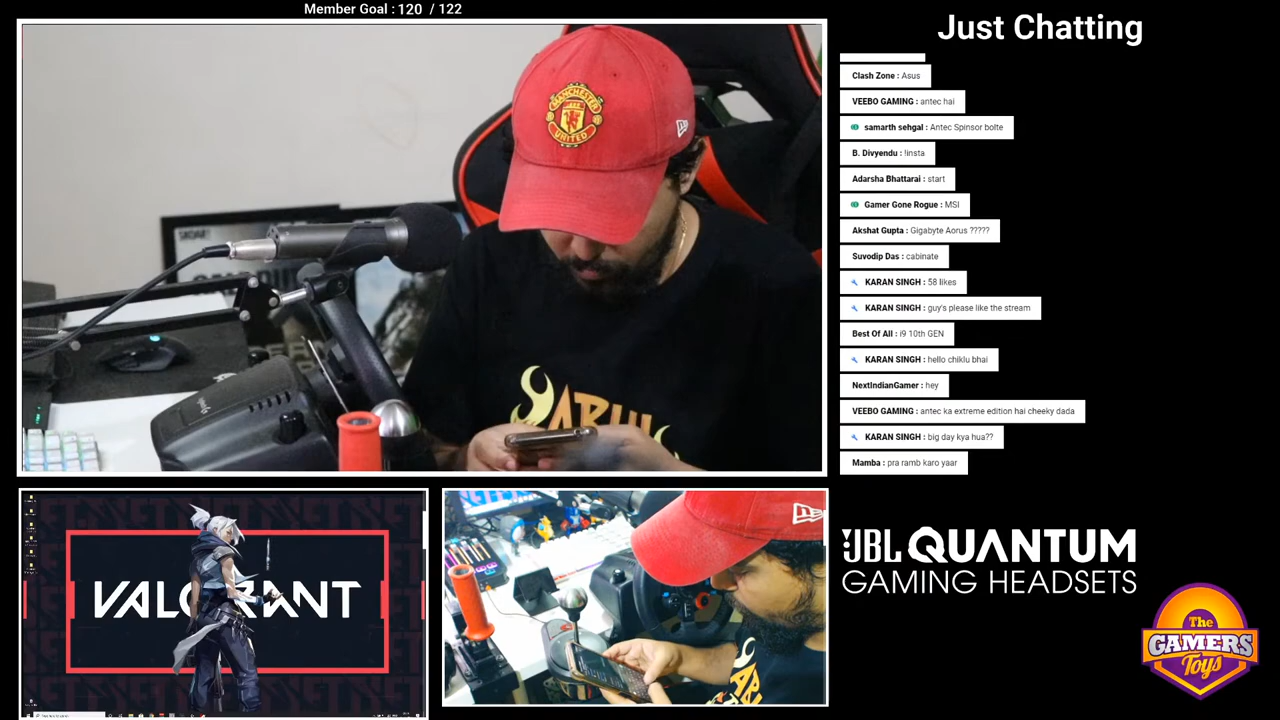 Member Goal : 120 / 122
Just Chatting
Clash Zone : Asus
VEEBO GAMING : antec hai
samarth sehgal : Antec Spinsor bolte
B. Divyendu : !insta
Adarsha Bhattarai : start
Gamer Gone Rogue : MSI
Akshat Gupta : Gigabyte Aorus ?????
Suvodip Das : cabinate
KARAN SINGH : 58 likes
KARAN SINGH : guy's please like the stream
Best Of All : i9 10th GEN
KARAN SINGH : hello chiklu bhai
NextIndianGamer : hey
VEEBO GAMING : antec ka extreme edition hai cheeky dada
KARAN SINGH : big day kya hua??
Mamba : pra ramb karo yaar
MANCHESTER
UNITED
VALORANT
JBL QUANTUM
GAMING HEADSETS
The
GAMERS
Toys